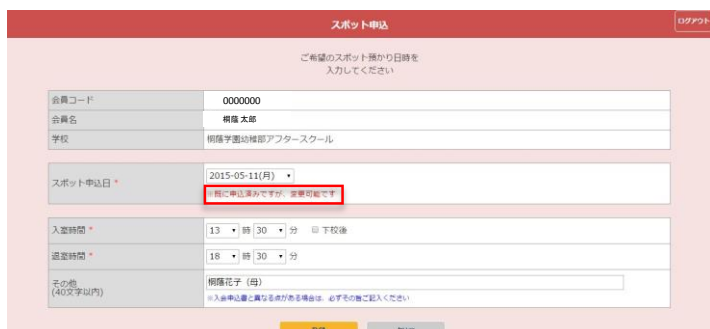 スポット申込
ログアウト
ご希望のスポット預かり日時を
入力してください
会員コード 0000000
会員名 桐蔭 太郎
学校 桐蔭学園幼稚部アフタースクール
スポット申込日 * 2015-05-11(月)
※既に申込済みですが、変更可能です
入室時間 * 13 時 30 分 下校後
退室時間 * 18 時 30 分
その他
(40文字以内)
桐蔭花子（母）
※入会申込書と異なる点がある場合は、必ずその旨ご記入ください